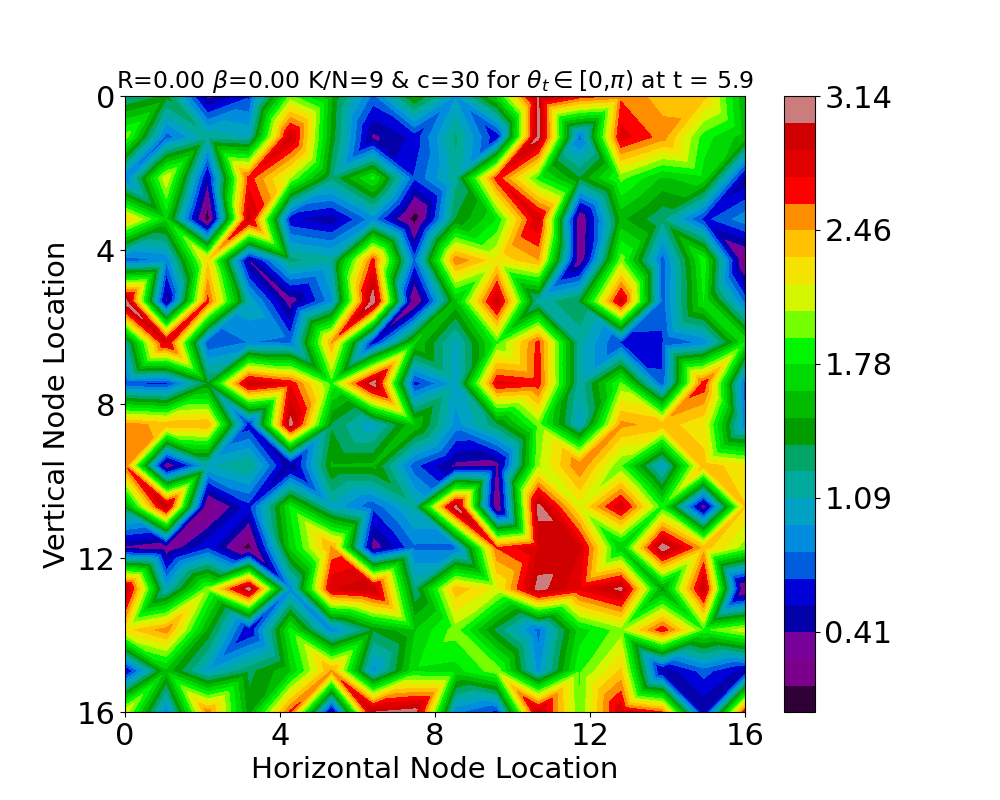 R=0.00 β=0.00 K/N=9 & c=30 for θₜ ∈ [0,π) at t = 5.9
0
4
8
12
16
0 4 8 12 16
Vertical Node Location
Horizontal Node Location
3.14
2.46
1.78
1.09
0.41